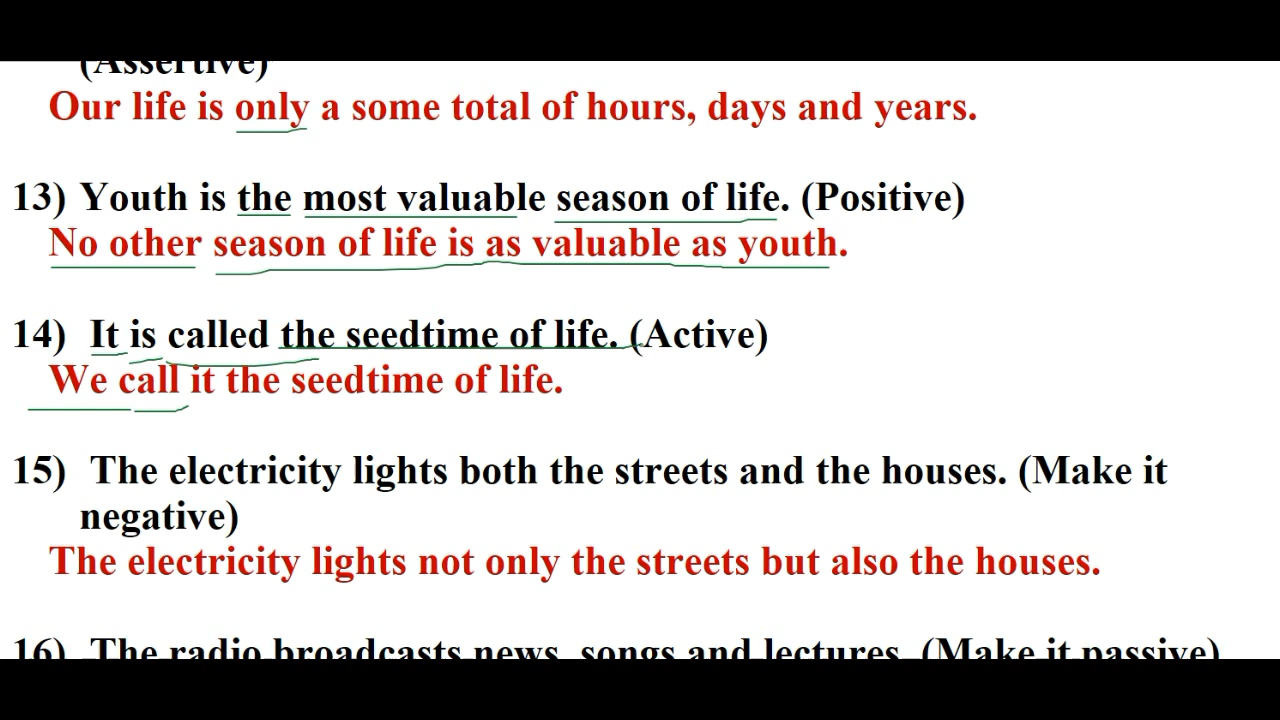 (Assertive)
Our life is only a some total of hours, days and years.
13) Youth is the most valuable season of life. (Positive)
No other season of life is as valuable as youth.
14) It is called the seedtime of life. (Active)
We call it the seedtime of life.
15) The electricity lights both the streets and the houses. (Make it
negative)
The electricity lights not only the streets but also the houses.
16) The radio broadcasts news, songs and lectures. (Make it passive)